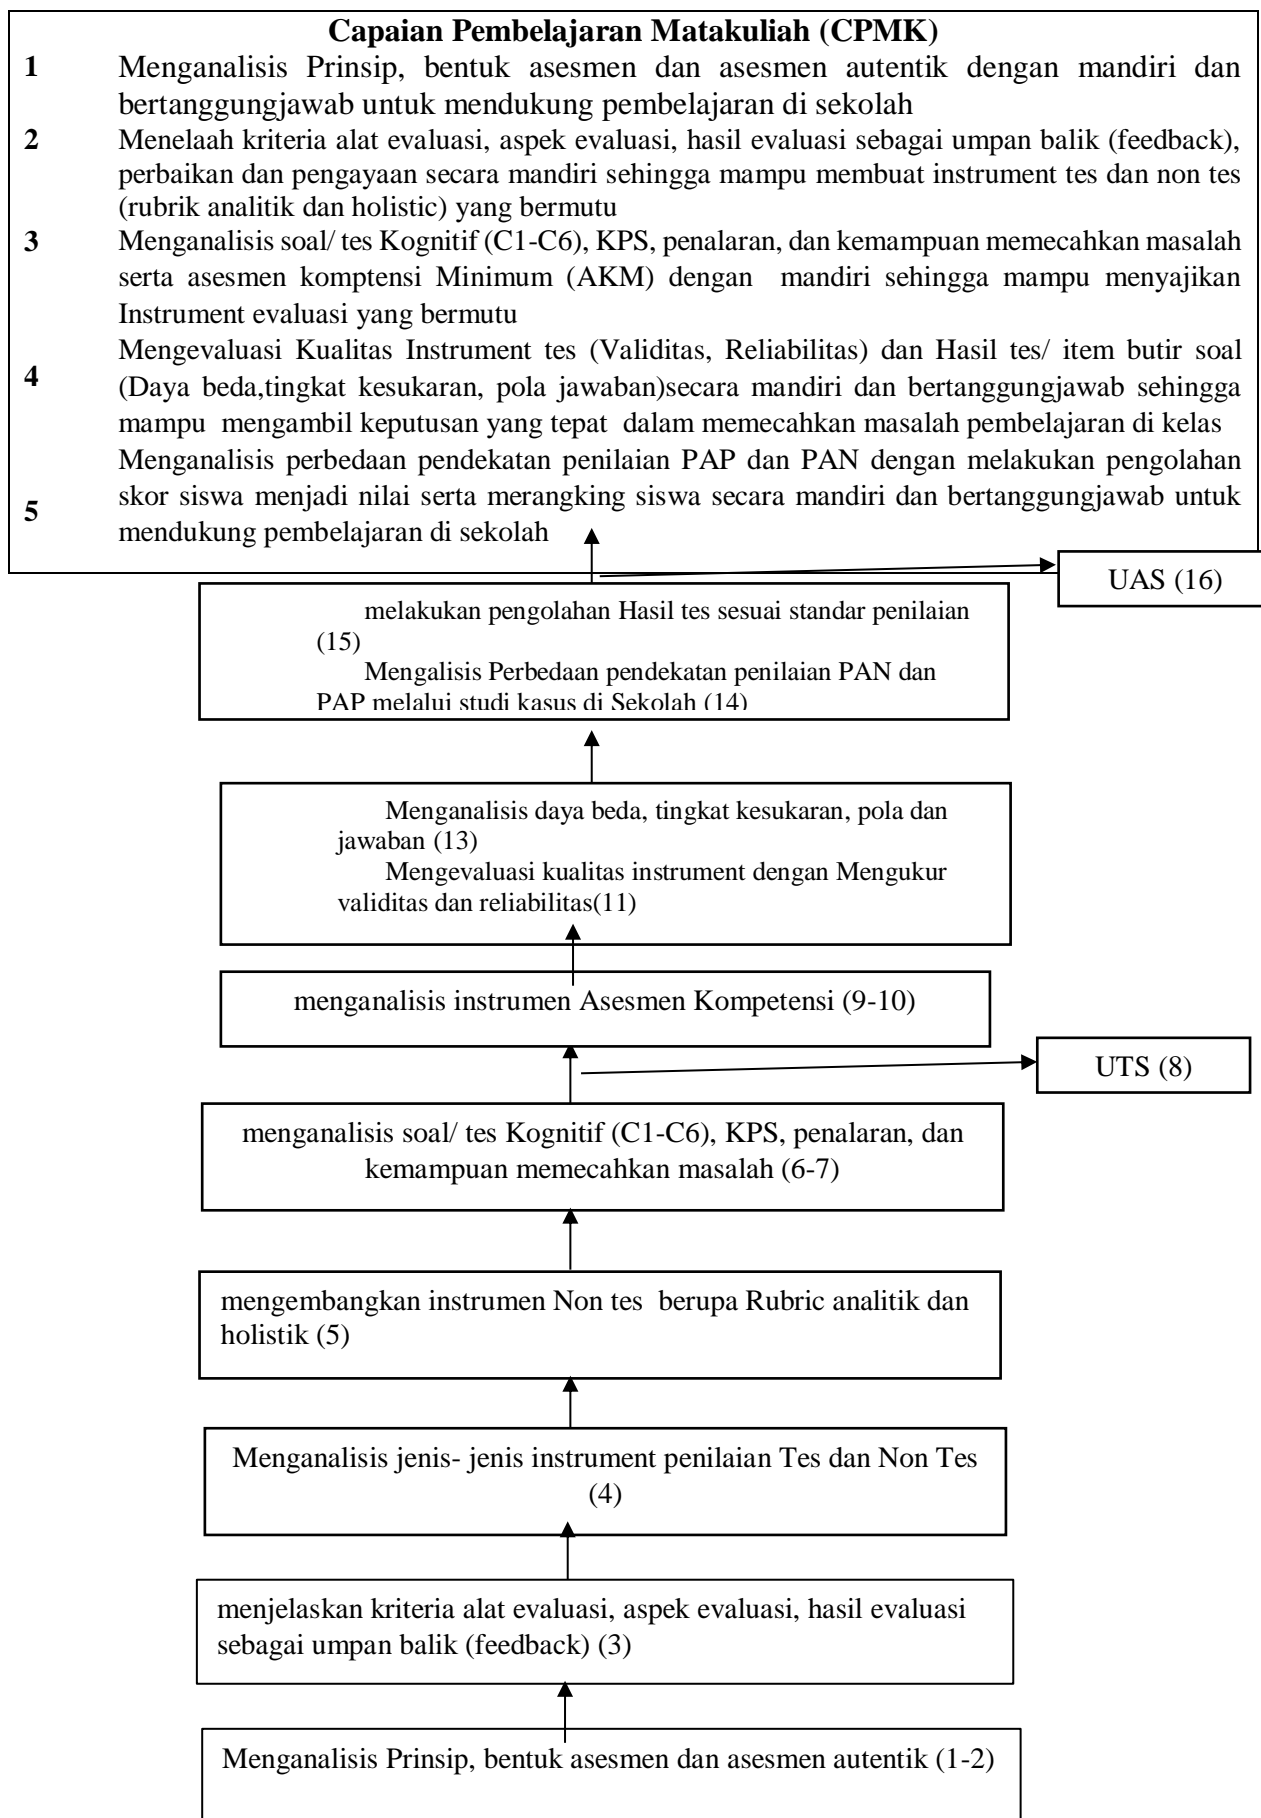 Capaian Pembelajaran Matakuliah (CPMK)
1 Menganalisis Prinsip, bentuk asesmen dan asesmen autentik dengan mandiri dan
bertanggungjawab untuk mendukung pembelajaran di sekolah
2 Menelaah kriteria alat evaluasi, aspek evaluasi, hasil evaluasi sebagai umpan balik (feedback),
perbaikan dan pengayaan secara mandiri sehingga mampu membuat instrument tes dan non tes
(rubrik analitik dan holistic) yang bermutu
3 Menganalisis soal/ tes Kognitif (C1-C6), KPS, penalaran, dan kemampuan memecahkan masalah
serta asesmen komptensi Minimum (AKM) dengan mandiri sehingga mampu menyajikan
Instrument evaluasi yang bermutu
Mengevaluasi Kualitas Instrument tes (Validitas, Reliabilitas) dan Hasil tes/ item butir soal
4 (Daya beda,tingkat kesukaran, pola jawaban)secara mandiri dan bertanggungjawab sehingga
mampu mengambil keputusan yang tepat dalam memecahkan masalah pembelajaran di kelas
Menganalisis perbedaan pendekatan penilaian PAP dan PAN dengan melakukan pengolahan
5 skor siswa menjadi nilai serta merangking siswa secara mandiri dan bertanggungjawab untuk
mendukung pembelajaran di sekolah
UAS (16)
melakukan pengolahan Hasil tes sesuai standar penilaian
(15)
Mengalisis Perbedaan pendekatan penilaian PAN dan
PAP melalui studi kasus di Sekolah (14)
Menganalisis daya beda, tingkat kesukaran, pola dan
jawaban (13)
Mengevaluasi kualitas instrument dengan Mengukur
validitas dan reliabilitas(11)
menganalisis instrumen Asesmen Kompetensi (9-10)
UTS (8)
menganalisis soal/ tes Kognitif (C1-C6), KPS, penalaran, dan
kemampuan memecahkan masalah (6-7)
mengembangkan instrumen Non tes berupa Rubric analitik dan
holistik (5)
Menganalisis jenis- jenis instrument penilaian Tes dan Non Tes
(4)
menjelaskan kriteria alat evaluasi, aspek evaluasi, hasil evaluasi
sebagai umpan balik (feedback) (3)
Menganalisis Prinsip, bentuk asesmen dan asesmen autentik (1-2)